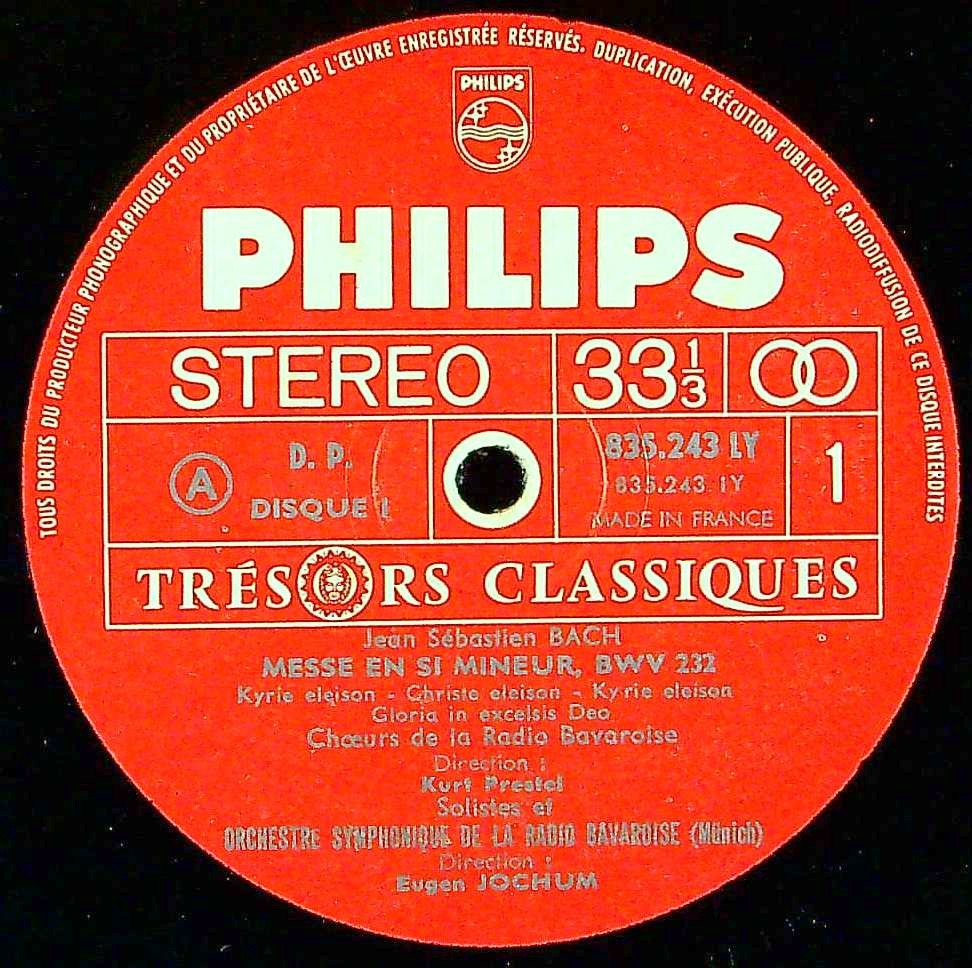 TOUS DROITS DU PRODUCTEUR PHONOGRAPHIQUE ET DU PROPRIÉTAIRE DE L'ŒUVRE ENREGISTRÉE RÉSERVÉS. DUPLICATION, EXÉCUTION PUBLIQUE, RADIODIFFUSION DE CE DISQUE INTERDITES
PHILIPS
PHILIPS
STEREO 33 1/3
A D. P. 835.243 LY 1
DISQUE I 835.243 1Y
MADE IN FRANCE
TRÉSORS CLASSIQUES
Jean Sébastien BACH
MESSE EN SI MINEUR, BWV 232
Kyrie eleison - Christe eleison - Kyrie eleison
Gloria in excelsis Deo
Chœurs de la Radio Bavaroise
Direction :
Kurt Prestel
Solistes et
ORCHESTRE SYMPHONIQUE DE LA RADIO BAVAROISE (Münich)
Direction :
Eugen JOCHUM